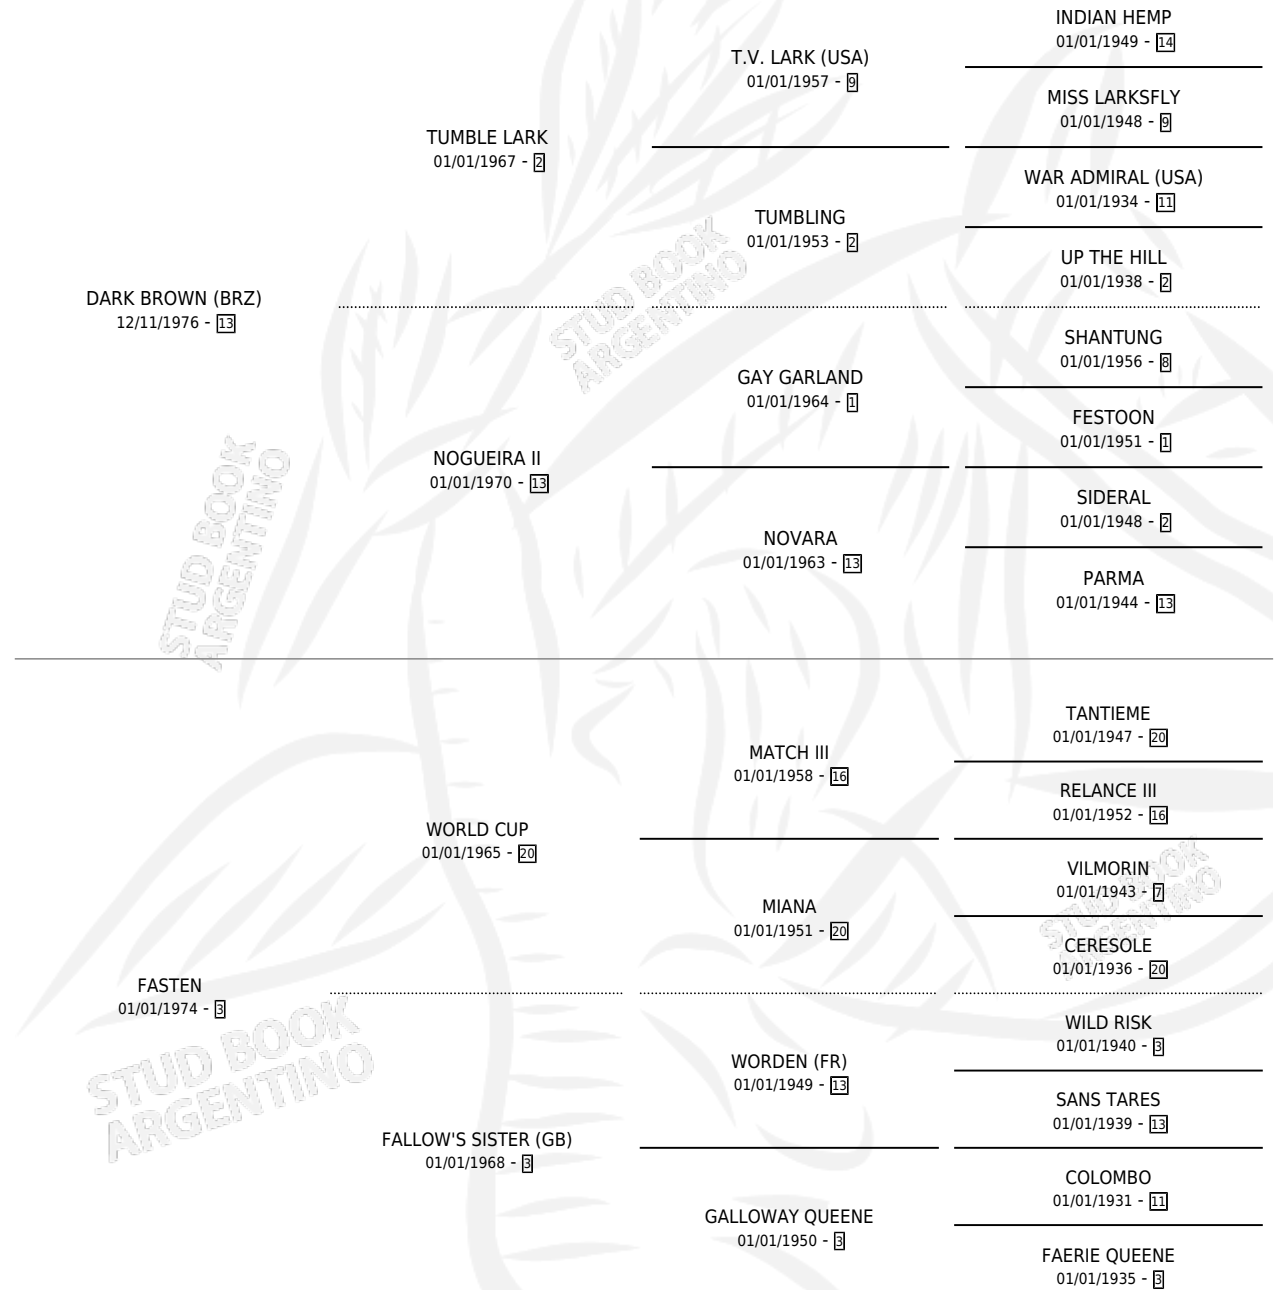 INDIAN HEMP
01/01/1949 - 14
T.V. LARK (USA)
01/01/1957 - 9
MISS LARKSFLY
01/01/1948 - 9
TUMBLE LARK
01/01/1967 - 2
WAR ADMIRAL (USA)
01/01/1934 - 11
TUMBLING
01/01/1953 - 2
UP THE HILL
01/01/1938 - 2
DARK BROWN (BRZ)
12/11/1976 - 13
STUD BOOK
ARGENTINO
SHANTUNG
01/01/1956 - 8
GAY GARLAND
01/01/1964 - 1
FESTOON
01/01/1951 - 1
NOGUEIRA II
01/01/1970 - 13
SIDERAL
01/01/1948 - 2
NOVARA
01/01/1963 - 13
PARMA
01/01/1944 - 13
STUD BOOK
ARGENTINO
TANTIEME
01/01/1947 - 20
MATCH III
01/01/1958 - 16
RELANCE III
01/01/1952 - 16
WORLD CUP
01/01/1965 - 20
VILMORIN
01/01/1943 - 7
MIANA
01/01/1951 - 20
CERESOLE
01/01/1936 - 20
STUD BOOK
ARGENTINO
FASTEN
01/01/1974 - 3
WILD RISK
01/01/1940 - 3
WORDEN (FR)
01/01/1949 - 13
SANS TARES
01/01/1939 - 13
STUD BOOK
ARGENTINO
FALLOW'S SISTER (GB)
01/01/1968 - 3
COLOMBO
01/01/1931 - 11
GALLOWAY QUEENE
01/01/1950 - 3
FAERIE QUEENE
01/01/1935 - 3